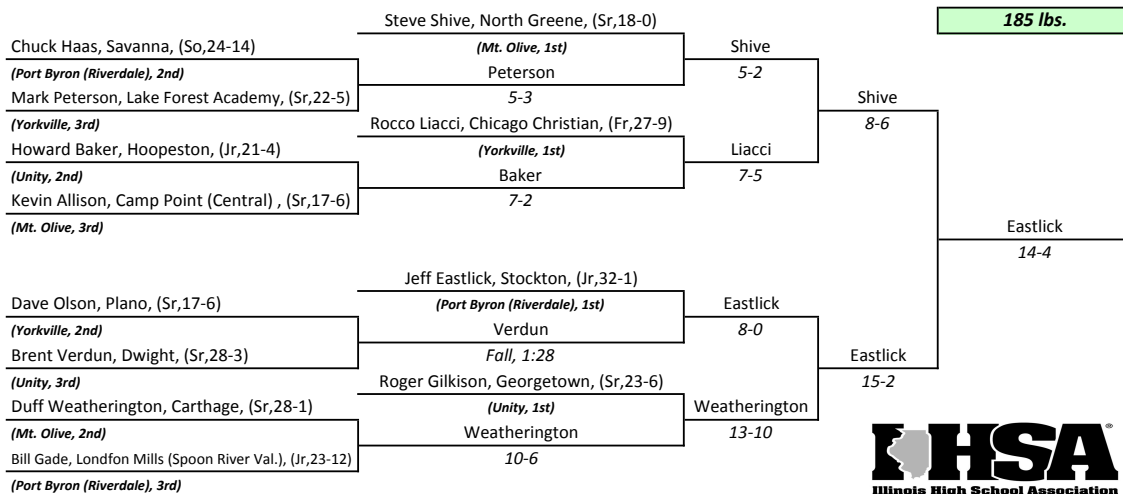 Steve Shive, North Greene, (Sr,18-0)
185 lbs.
Chuck Haas, Savanna, (So,24-14)
(Mt. Olive, 1st)
Shive
(Port Byron (Riverdale), 2nd)
Peterson
5-2
Mark Peterson, Lake Forest Academy, (Sr,22-5)
5-3
Shive
(Yorkville, 3rd)
Rocco Liacci, Chicago Christian, (Fr,27-9)
8-6
Howard Baker, Hoopeston, (Jr,21-4)
(Yorkville, 1st)
Liacci
(Unity, 2nd)
Baker
7-5
Kevin Allison, Camp Point (Central) , (Sr,17-6)
7-2
(Mt. Olive, 3rd)
Eastlick
14-4
Jeff Eastlick, Stockton, (Jr,32-1)
Dave Olson, Plano, (Sr,17-6)
(Port Byron (Riverdale), 1st)
Eastlick
(Yorkville, 2nd)
Verdun
8-0
Brent Verdun, Dwight, (Sr,28-3)
Fall, 1:28
Eastlick
(Unity, 3rd)
Roger Gilkison, Georgetown, (Sr,23-6)
15-2
Duff Weatherington, Carthage, (Sr,28-1)
(Unity, 1st)
Weatherington
(Mt. Olive, 2nd)
Weatherington
13-10
Bill Gade, Londfon Mills (Spoon River Val.), (Jr,23-12)
10-6
(Port Byron (Riverdale), 3rd)
IHSA®
Illinois High School Association